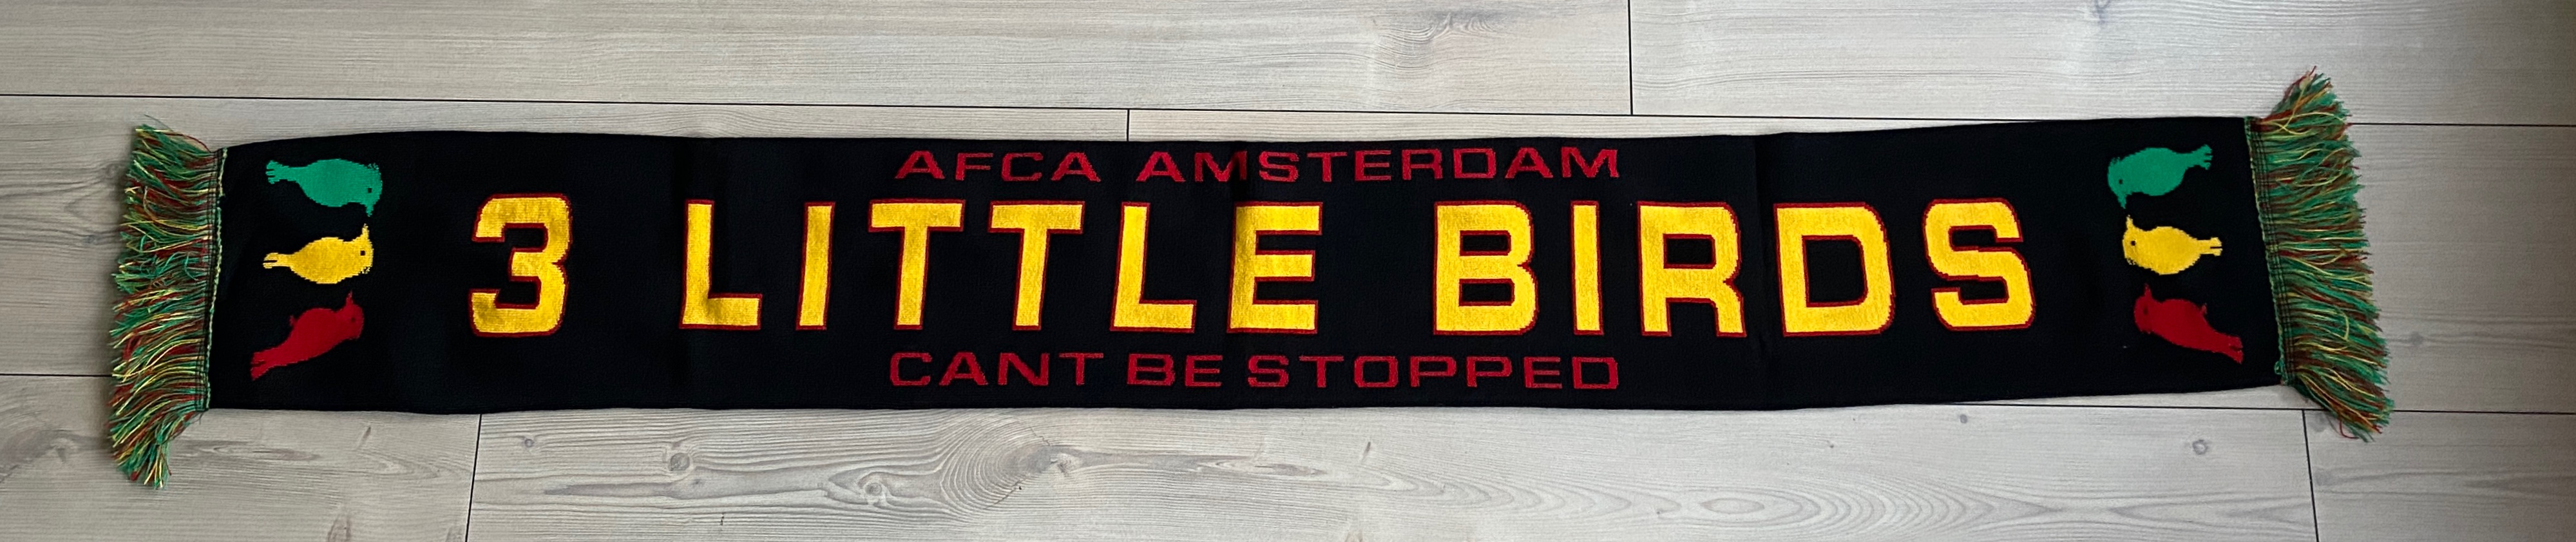 AFCA AMSTERDAM
3 LITTLE BIRDS
CANT BE STOPPED